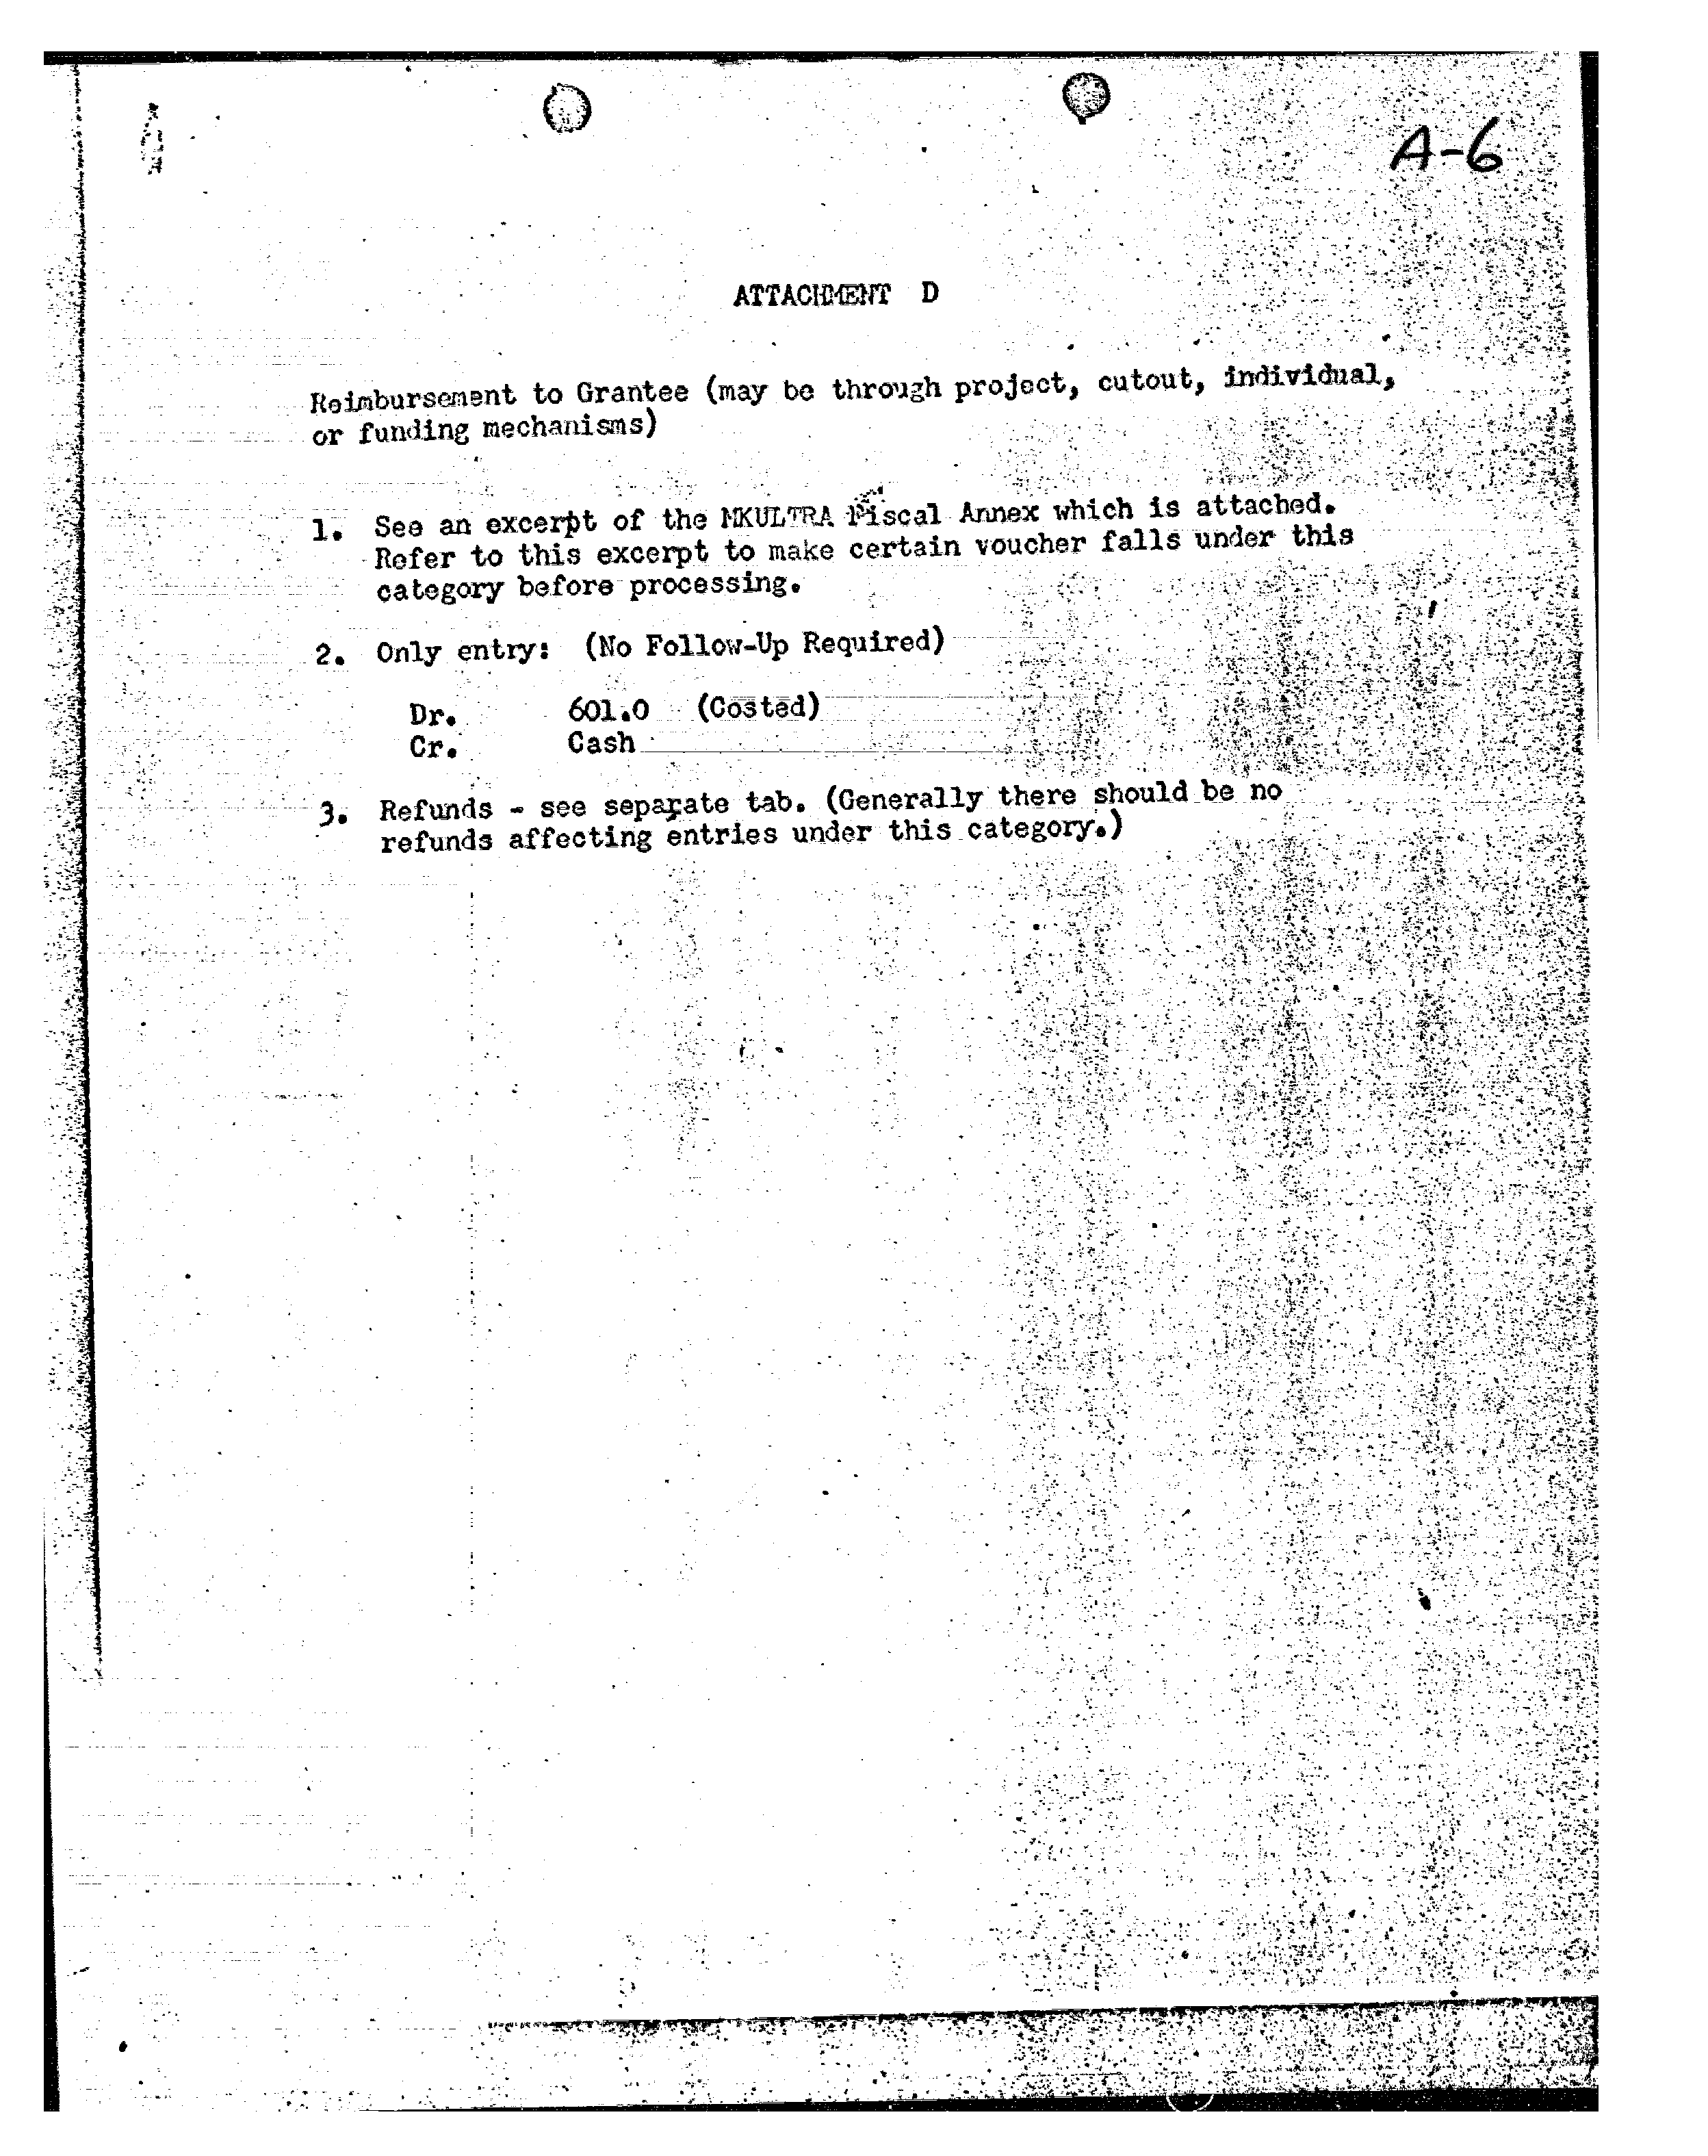 A-6
ATTACHMENT D
Reimbursement to Grantee (may be through project, cutout, individual,
or funding mechanisms)
1. See an excerpt of the MKULTRA Fiscal Annex which is attached.
Refer to this excerpt to make certain voucher falls under this
category before processing.
2. Only entry: (No Follow-Up Required)
Dr. 601.0 (Costed)
Cr. Cash
3. Refunds - see separate tab. (Generally there should be no
refunds affecting entries under this category.)